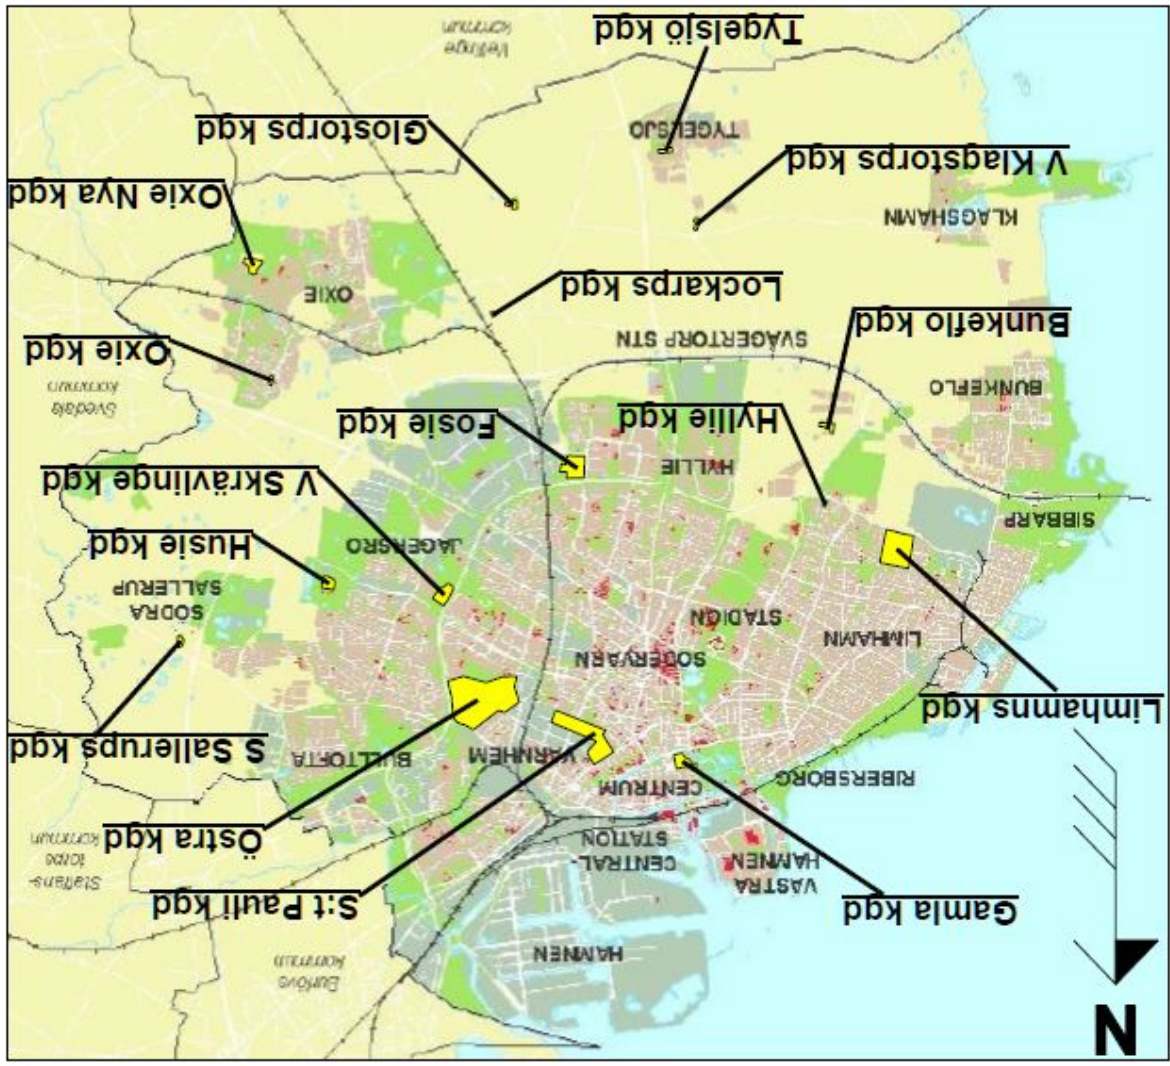 N
HAMNEN
Burlövs
kommun
Gamla kgd
S:t Pauli kgd
VÄSTRA
HAMNEN
CENTRAL-
STATION
Staffans-
torps
kommun
Östra kgd
RIBERSBORG
CENTRUM
VÄRNHEM
BULLTOFTA
S Sallerups kgd
Limhamns kgd
LIMHAMN
SÖDERVÄRN
STADION
SÖDRA
SALLERUP
Husie kgd
JÄGERSRO
SIBBARP
V Skrävlinge kgd
HYLLIE
Hyllie kgd
Fosie kgd
BUNKEFLO
Svedala
kommun
Oxie kgd
SVÅGERTORP STN
Bunkeflo kgd
OXIE
Lockarps kgd
KLAGSHAMN
Oxie Nya kgd
V Klagstorps kgd
TYGELSJÖ
Glostorps kgd
Vellinge
kommun
Tygelsjö kgd